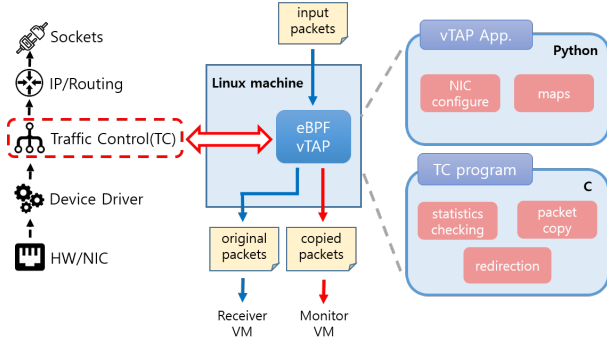 Sockets
IP/Routing
Traffic Control(TC)
Device Driver
HW/NIC
input
packets
Linux machine
eBPF
vTAP
original
packets
copied
packets
Receiver
VM
Monitor
VM
vTAP App.
Python
NIC
configure
maps
TC program
C
statistics
checking
packet
copy
redirection